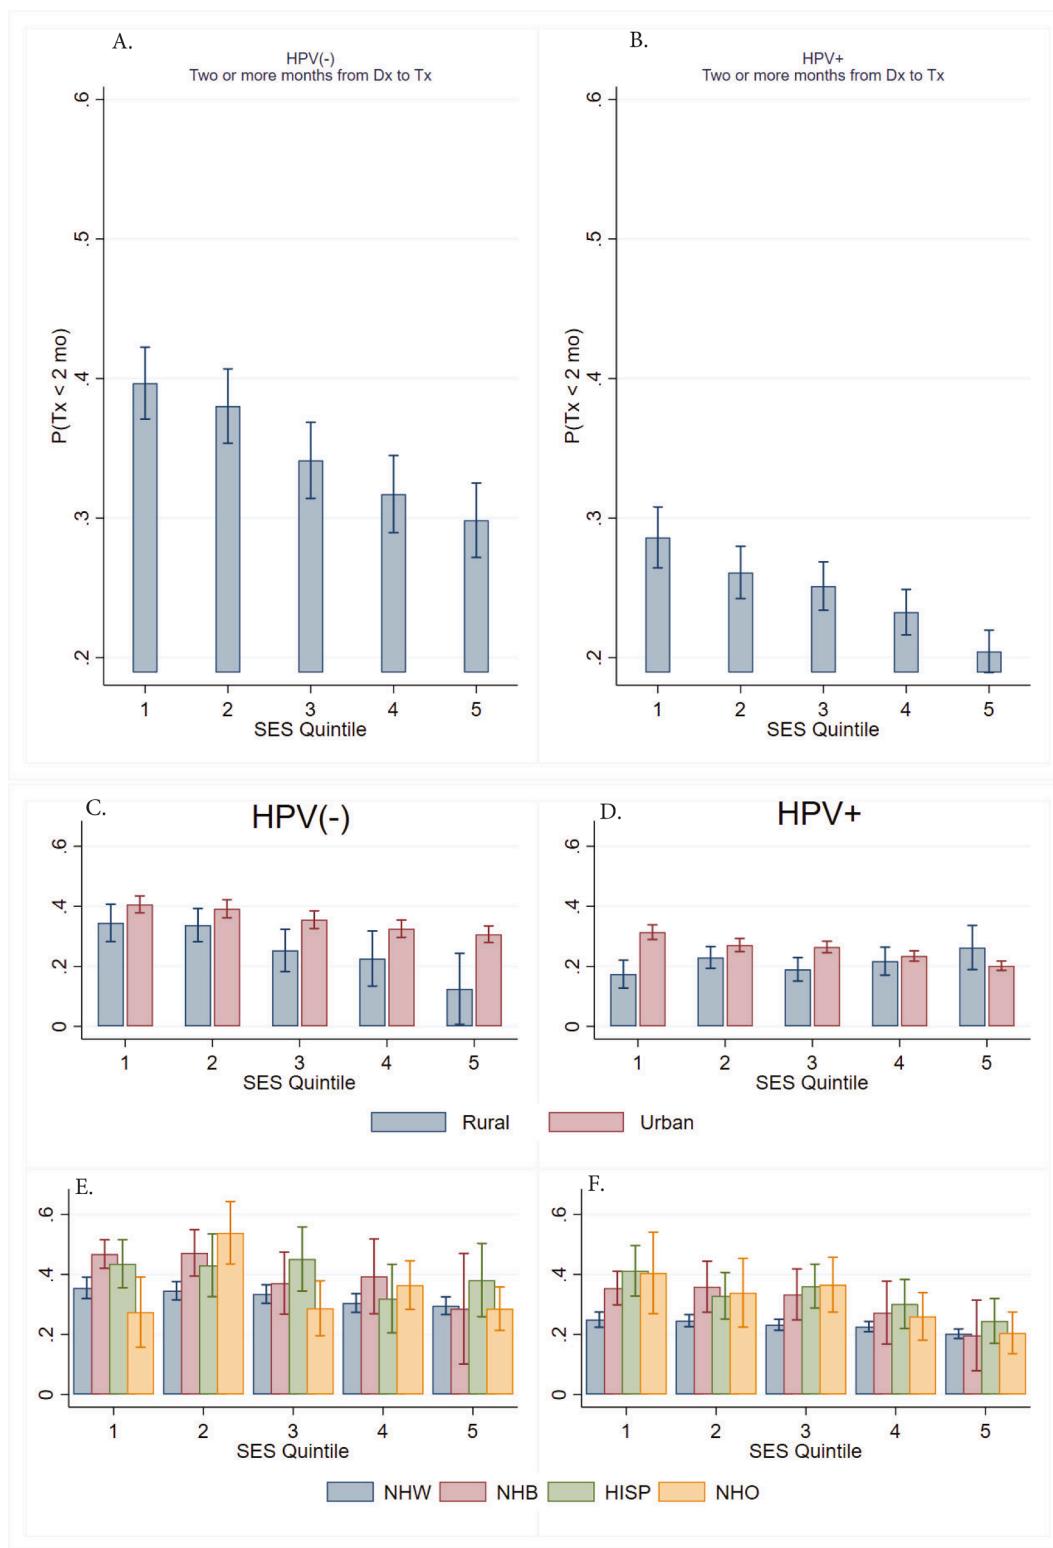 A.
HPV(-)
Two or more months from Dx to Tx
P(Tx < 2 mo)
.6
.5
.4
.3
.2
1 2 3 4 5
SES Quintile
B.
HPV+
Two or more months from Dx to Tx
P(Tx < 2 mo)
.6
.5
.4
.3
.2
1 2 3 4 5
SES Quintile
C.
HPV(-)
.6
.4
.2
0
1 2 3 4 5
SES Quintile
D.
HPV+
.6
.4
.2
0
1 2 3 4 5
SES Quintile
Rural Urban
E.
.6
.4
.2
0
1 2 3 4 5
SES Quintile
F.
.6
.4
.2
0
1 2 3 4 5
SES Quintile
NHW NHB HISP NHO